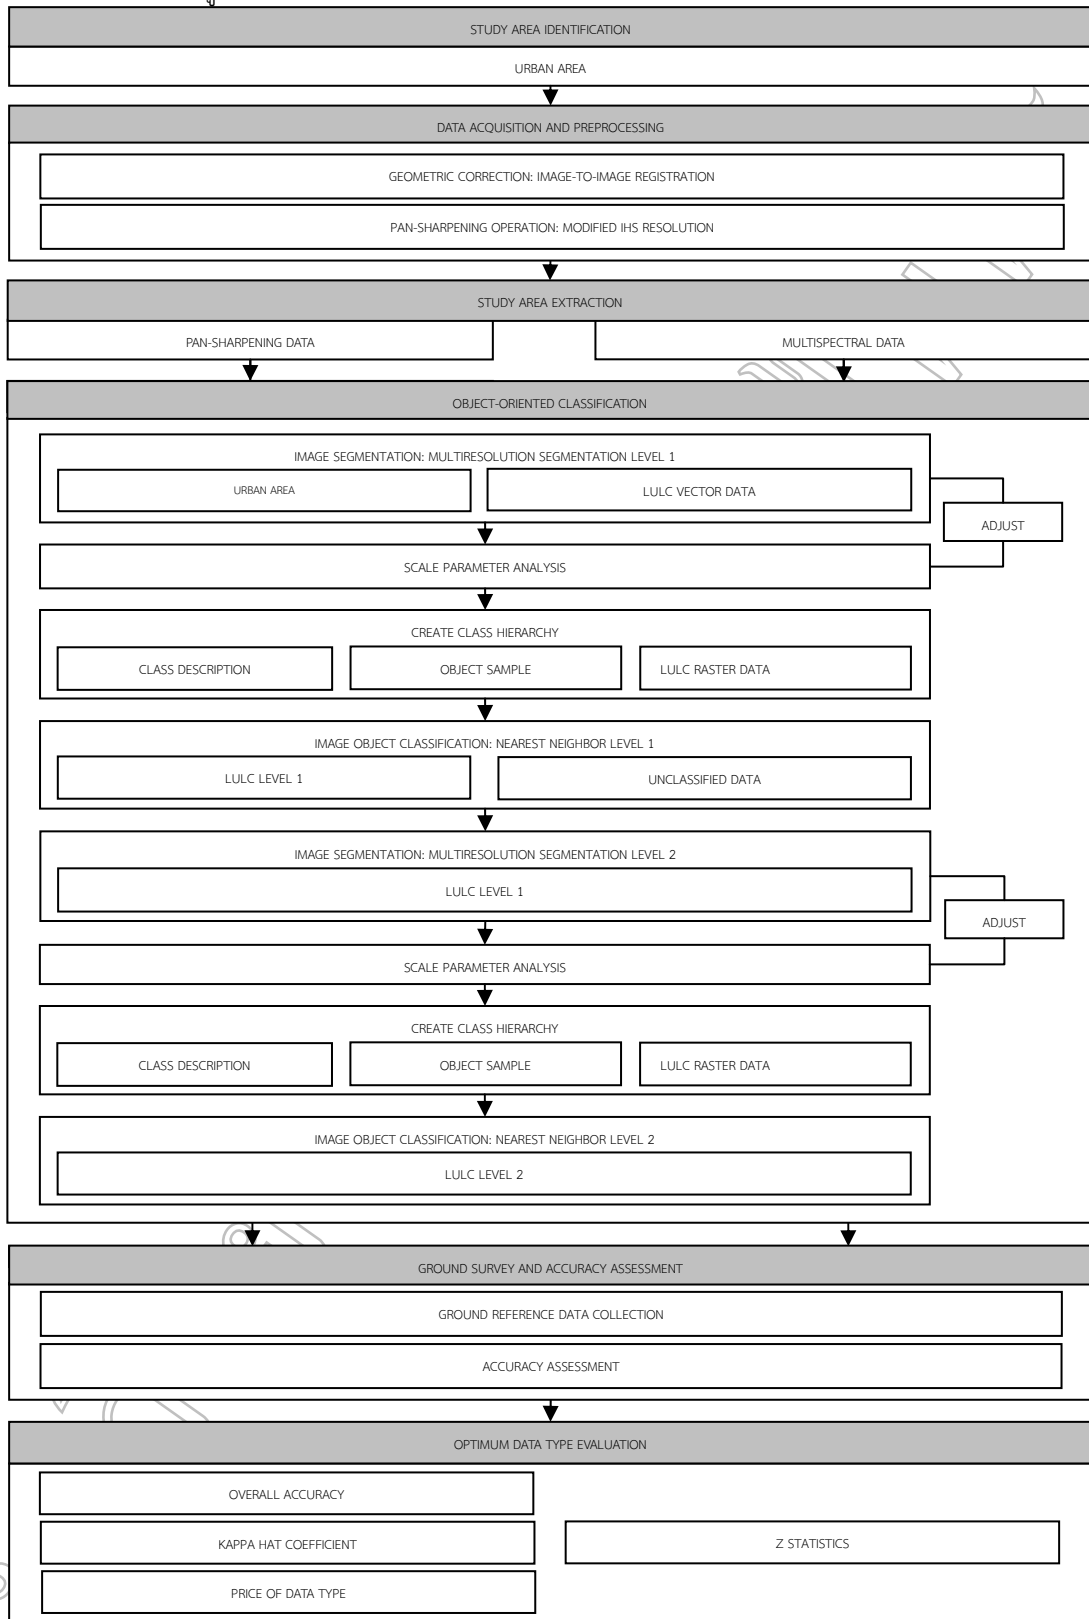 STUDY AREA IDENTIFICATION
URBAN AREA
DATA ACQUISITION AND PREPROCESSING
GEOMETRIC CORRECTION: IMAGE-TO-IMAGE REGISTRATION
PAN-SHARPENING OPERATION: MODIFIED IHS RESOLUTION
STUDY AREA EXTRACTION
PAN-SHARPENING DATA
MULTISPECTRAL DATA
OBJECT-ORIENTED CLASSIFICATION
IMAGE SEGMENTATION: MULTIRESOLUTION SEGMENTATION LEVEL 1
URBAN AREA
LULC VECTOR DATA
ADJUST
SCALE PARAMETER ANALYSIS
CREATE CLASS HIERARCHY
CLASS DESCRIPTION
OBJECT SAMPLE
LULC RASTER DATA
IMAGE OBJECT CLASSIFICATION: NEAREST NEIGHBOR LEVEL 1
LULC LEVEL 1
UNCLASSIFIED DATA
IMAGE SEGMENTATION: MULTIRESOLUTION SEGMENTATION LEVEL 2
LULC LEVEL 1
ADJUST
SCALE PARAMETER ANALYSIS
CREATE CLASS HIERARCHY
CLASS DESCRIPTION
OBJECT SAMPLE
LULC RASTER DATA
IMAGE OBJECT CLASSIFICATION: NEAREST NEIGHBOR LEVEL 2
LULC LEVEL 2
GROUND SURVEY AND ACCURACY ASSESSMENT
GROUND REFERENCE DATA COLLECTION
ACCURACY ASSESSMENT
OPTIMUM DATA TYPE EVALUATION
OVERALL ACCURACY
KAPPA HAT COEFFICIENT
Z STATISTICS
PRICE OF DATA TYPE